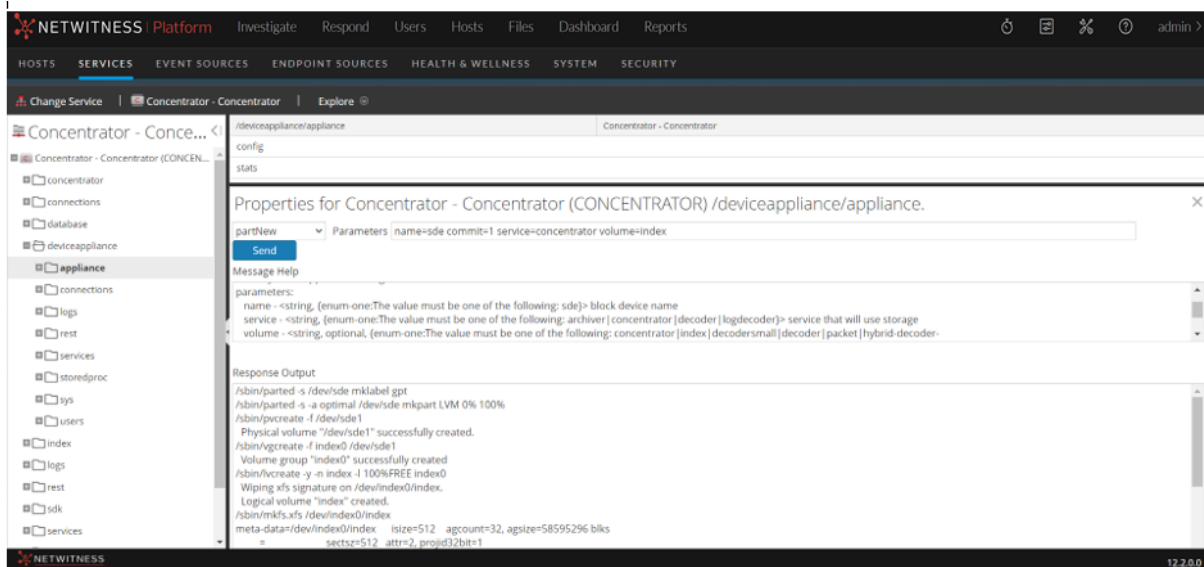 NETWITNESS | Platform Investigate Respond Users Hosts Files Dashboard Reports admin >
HOSTS SERVICES EVENT SOURCES ENDPOINT SOURCES HEALTH & WELLNESS SYSTEM SECURITY
Change Service | Concentrator - Concentrator | Explore
Concentrator - Conce...
Concentrator - Concentrator (CONCEN...
concentrator
connections
database
deviceappliance
appliance
connections
logs
rest
services
storedproc
sys
users
index
logs
rest
sdk
services
/deviceappliance/appliance Concentrator - Concentrator
config
stats
Properties for Concentrator - Concentrator (CONCENTRATOR) /deviceappliance/appliance.
partNew Parameters name=sde commit=1 service=concentrator volume=index
Send
Message Help
parameters:
name - <string, {enum-one:The value must be one of the following: sde}> block device name
service - <string, {enum-one:The value must be one of the following: archiver|concentrator|decoder|logdecoder}> service that will use storage
volume - <string, optional, {enum-one:The value must be one of the following: concentrator|index|decodersmall|decoder|packet|hybrid-decoder-
Response Output
/sbin/parted -s /dev/sde mklabel gpt
/sbin/parted -s -a optimal /dev/sde mkpart LVM 0% 100%
/sbin/pvcreate -f /dev/sde1
Physical volume "/dev/sde1" successfully created.
/sbin/vgcreate -f index0 /dev/sde1
Volume group "index0" successfully created
/sbin/lvcreate -y -n index -l 100%FREE index0
Wiping xfs signature on /dev/index0/index.
Logical volume "index" created.
/sbin/mkfs.xfs /dev/index0/index
meta-data=/dev/index0/index isize=512 agcount=32, agsize=58595296 blks
= sectsz=512 attr=2, projid32bit=1
NETWITNESS 12.2.0.0